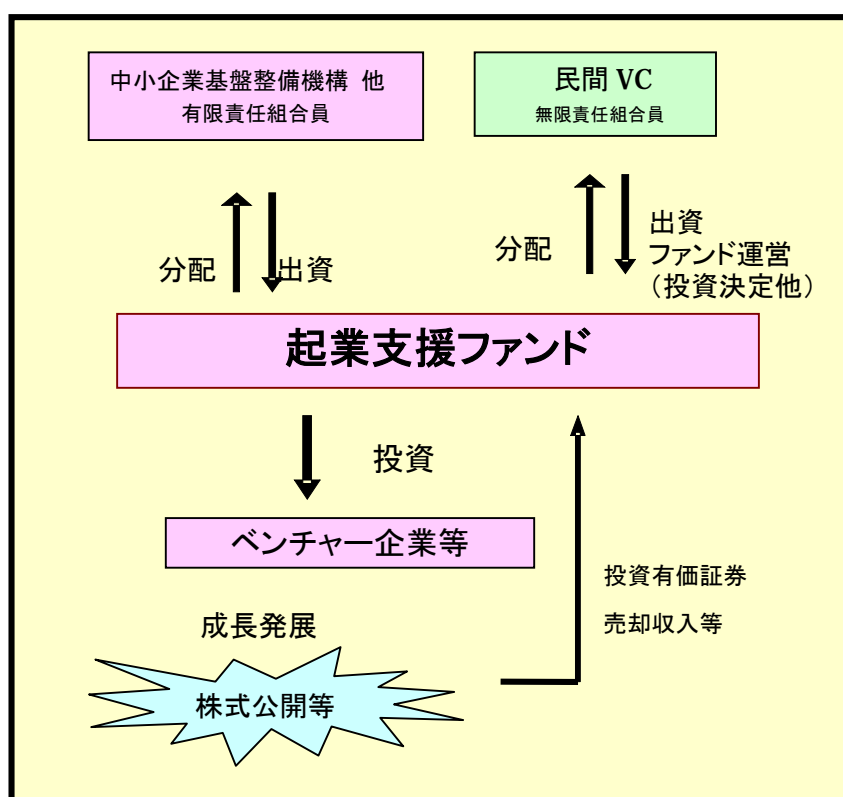 中小企業基盤整備機構 他
有限責任組合員
民間 VC
無限責任組合員
分配
出資
分配
出資
ファンド運営
（投資決定他）
起業支援ファンド
投資
ベンチャー企業等
投資有価証券
売却収入等
成長発展
株式公開等